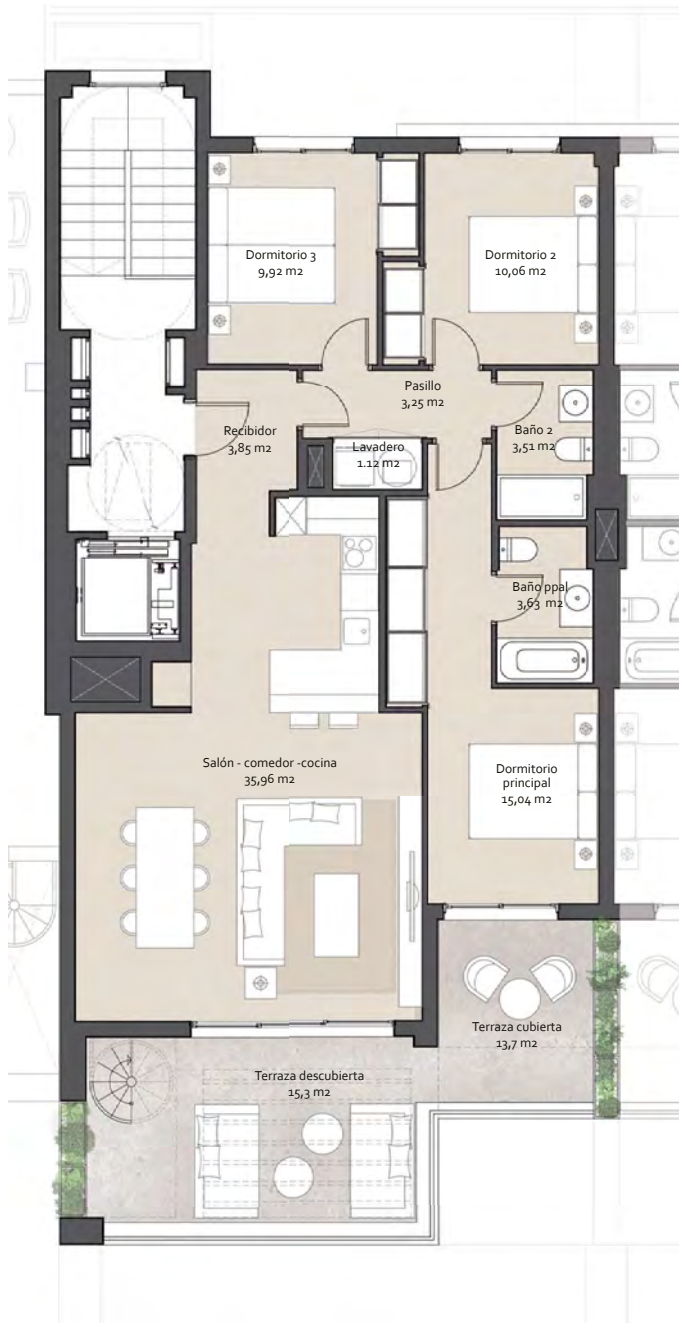 Dormitorio 3
9,92 m2
Dormitorio 2
10,06 m2
Pasillo
3,25 m2
Recibidor
3,85 m2
Baño 2
3,51 m2
Lavadero
1.12 m2
Baño ppal
3,63 m2
Salón - comedor -cocina
35,96 m2
Dormitorio
principal
15,04 m2
Terraza cubierta
13,7 m2
Terraza descubierta
15,3 m2